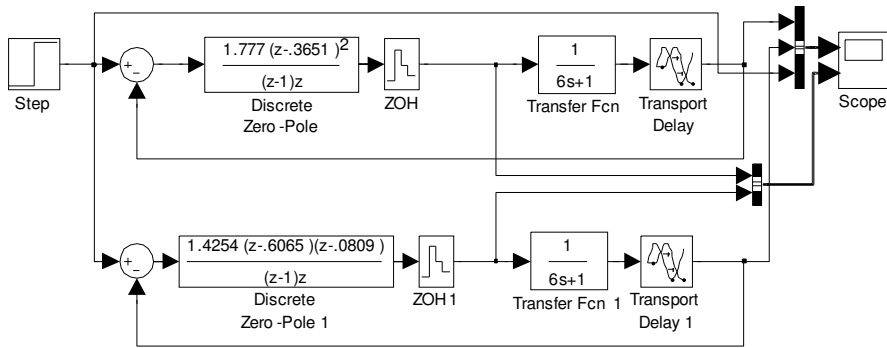 Step
+
−
1.777 (z-.3651 )2
(z-1)z
Discrete
Zero -Pole
ZOH
1
6s+1
Transfer Fcn
Transport
Delay
Scope
+
−
1.4254 (z-.6065 )(z-.0809 )
(z-1)z
Discrete
Zero -Pole 1
ZOH 1
1
6s+1
Transfer Fcn 1
Transport
Delay 1